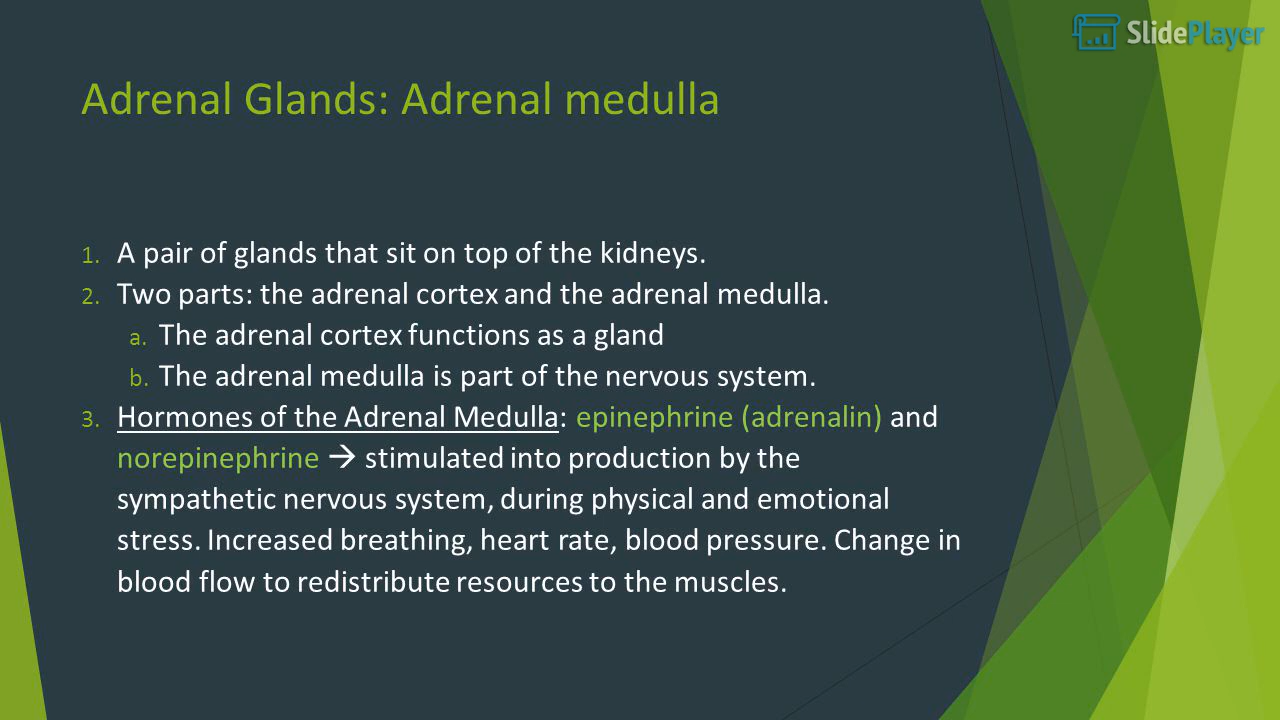 SlidePlayer
Adrenal Glands: Adrenal medulla
1. A pair of glands that sit on top of the kidneys.
2. Two parts: the adrenal cortex and the adrenal medulla.
a. The adrenal cortex functions as a gland
b. The adrenal medulla is part of the nervous system.
3. Hormones of the Adrenal Medulla: epinephrine (adrenalin) and
norepinephrine → stimulated into production by the
sympathetic nervous system, during physical and emotional
stress. Increased breathing, heart rate, blood pressure. Change in
blood flow to redistribute resources to the muscles.